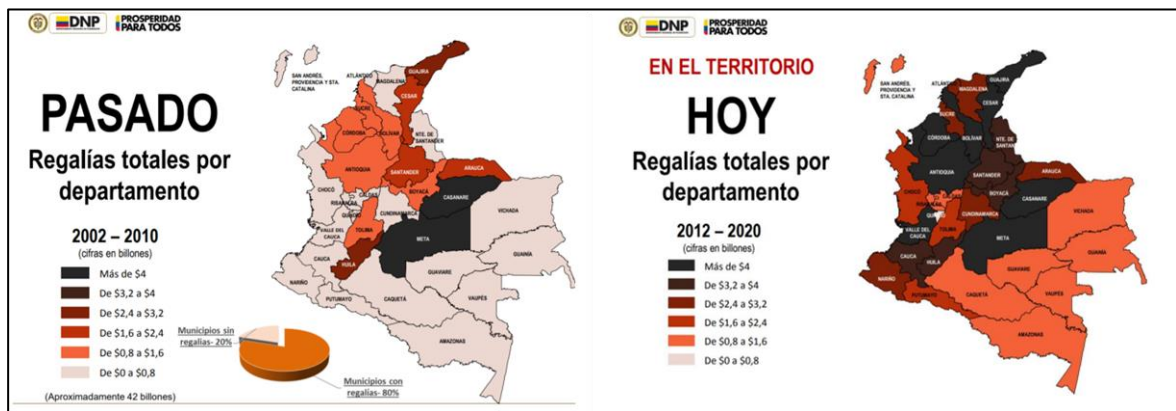 DNP
PROSPERIDAD
PARA TODOS
PASADO
Regalías totales por
departamento
2002 – 2010
(cifras en billones)
Más de $4
De $3,2 a $4
De $2,4 a $3,2
De $1,6 a $2,4
De $0,8 a $1,6
De $0 a $0,8
(Aproximadamente 42 billones)
Municipios sin
regalías- 20%
Municipios con
regalías- 80%
SAN ANDRÉS,
PROVIDENCIA Y STA.
CATALINA
ATLÁNTICO
MAGDALENA
GUAJIRA
CESAR
SUCRE
CÓRDOBA
BOLÍVAR
NTE. DE
SANTANDER
ANTIOQUIA
SANTANDER
ARAUCA
CHOCÓ
CALDAS
BOYACÁ
CASANARE
RISARALDA
CUNDINAMARCA
VICHADA
QUINDÍO
VALLE DEL
CAUCA
TOLIMA
META
GUANÍA
CAUCA
HUILA
GUAVIARE
NARIÑO
PUTUMAYO
CAQUETÁ
VAUPÉS
AMAZONAS
DNP
PROSPERIDAD
PARA TODOS
EN EL TERRITORIO
HOY
Regalías totales por
departamento
2012 – 2020
(cifras en billones)
Más de $4
De $3,2 a $4
De $2,4 a $3,2
De $1,6 a $2,4
De $0,8 a $1,6
De $0 a $0,8
SAN ANDRÉS,
PROVIDENCIA Y STA.
CATALINA
ATLÁNTICO
MAGDALENA
GUAJIRA
CESAR
SUCRE
CÓRDOBA
BOLÍVAR
NTE. DE
SANTANDER
ANTIOQUIA
SANTANDER
ARAUCA
CHOCÓ
CALDAS
BOYACÁ
CASANARE
CUNDINAMARCA
VICHADA
VALLE DEL
CAUCA
TOLIMA
META
GUANÍA
CAUCA
HUILA
GUAVIARE
NARIÑO
PUTUMAYO
CAQUETÁ
VAUPÉS
AMAZONAS